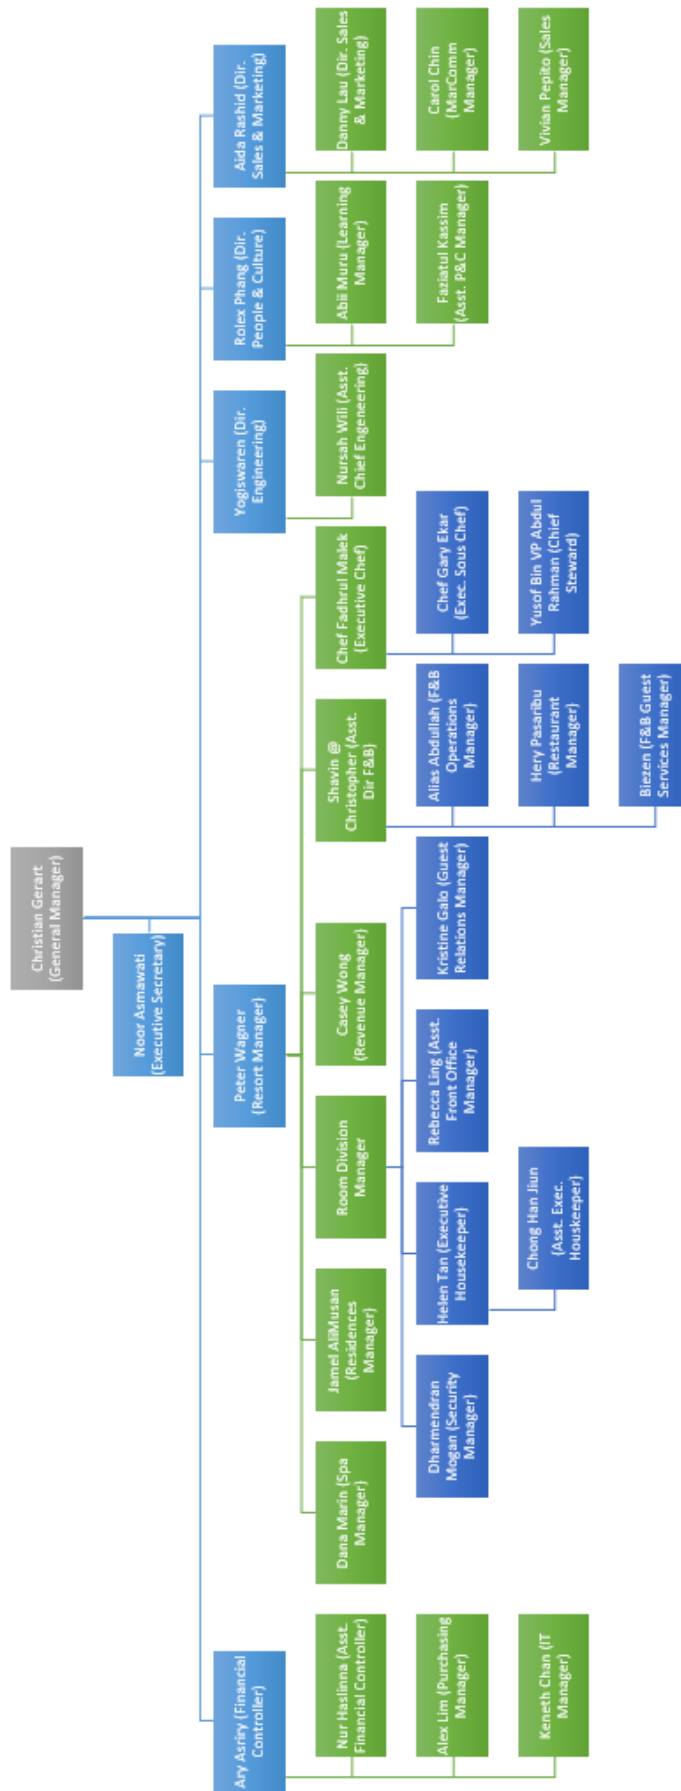 Christian Gerart
(General Manager)
Noor Asmawati
(Executive Secretary)
Ary Asriry (Financial
Controller)
Nur Haslinna (Asst.
Financial Controller)
Alex Lim (Purchasing
Manager)
Keneth Chan (IT
Manager)
Peter Wagner
(Resort Manager)
Dana Marin (Spa
Manager)
Jamel AliMusan
(Residences
Manager)
Room Division
Manager
Dharmendran
Mogan (Security
Manager)
Helen Tan (Executive
Housekeeper)
Chong Han Jiun
(Asst. Exec.
Houskeeper)
Rebecca Ling (Asst.
Front Office
Manager)
Kristine Galo (Guest
Relations Manager)
Casey Wong
(Revenue Manager)
Shavin @
Christopher (Asst.
Dir F&B)
Alias Abdullah (F&B
Operations
Manager)
Hery Pasaribu
(Restaurant
Manager)
Biezen (F&B Guest
Services Manager)
Chef Fadhrul Malek
(Executive Chef)
Chef Gary Ekar
(Exec. Sous Chef)
Yusof Bin VP Abdul
Rahman (Chief
Steward)
Yogiswaren (Dir.
Engineering)
Nursah Wili (Asst.
Chief Engeneering)
Rolex Phang (Dir.
People & Culture)
Abii Muru (Learning
Manager)
Faziatul Kassim
(Asst. P&C Manager)
Aida Rashid (Dir.
Sales & Marketing)
Danny Lau (Dir. Sales
& Marketing)
Carol Chin
(MarComm
Manager)
Vivian Pepito (Sales
Manager)